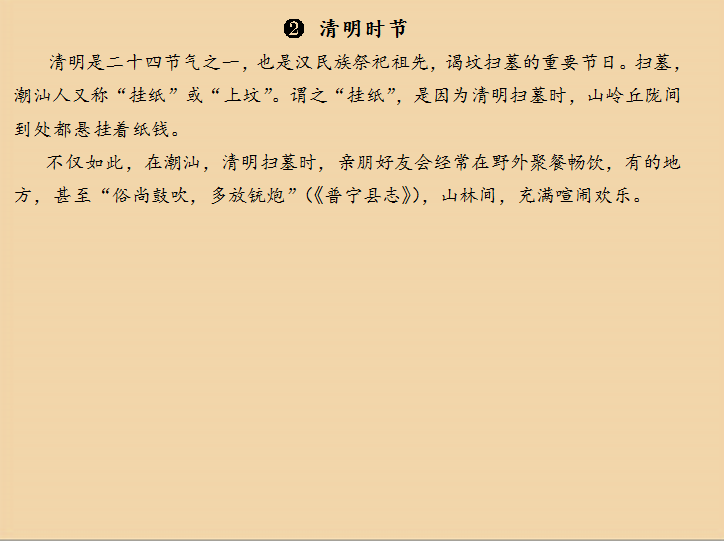 ❷ 清明时节
清明是二十四节气之一，也是汉民族祭祀祖先，谒坟扫墓的重要节日。扫墓，
潮汕人又称“挂纸”或“上坟”。谓之“挂纸”，是因为清明扫墓时，山岭丘陇间
到处都悬挂着纸钱。
不仅如此，在潮汕，清明扫墓时，亲朋好友会经常在野外聚餐畅饮，有的地
方，甚至“俗尚鼓吹，多放铳炮”(《普宁县志》)，山林间，充满喧闹欢乐。